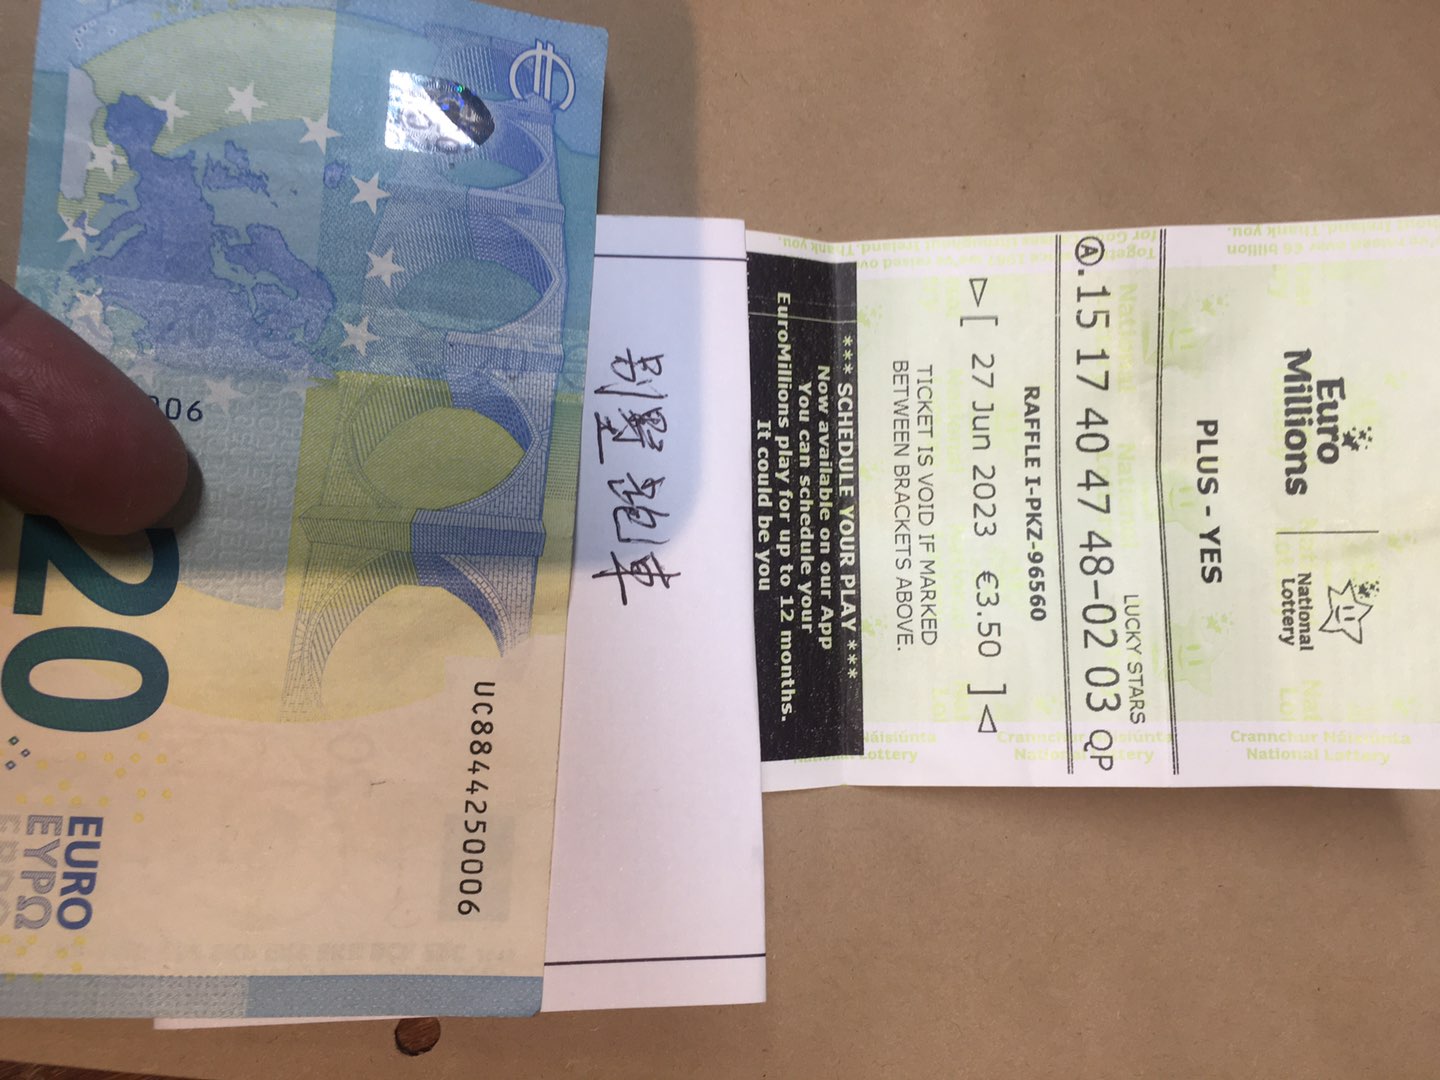 20
EURO
ΕΥΡΩ
UC8844250006
006
别墅跑车
Euro
Millions
National
Lottery
PLUS - YES
LUCKY STARS
Ⓐ.15 17 40 47 48-02 03 QP
RAFFLE I-PKZ-96560
▷[ 27 Jun 2023 €3.50 ]◁
TICKET IS VOID IF MARKED
BETWEEN BRACKETS ABOVE.
*** SCHEDULE YOUR PLAY ***
Now available on our App
You can schedule your
EuroMillions play for up to 12 months.
It could be you
Crannchur Náisiúnta
National Lottery